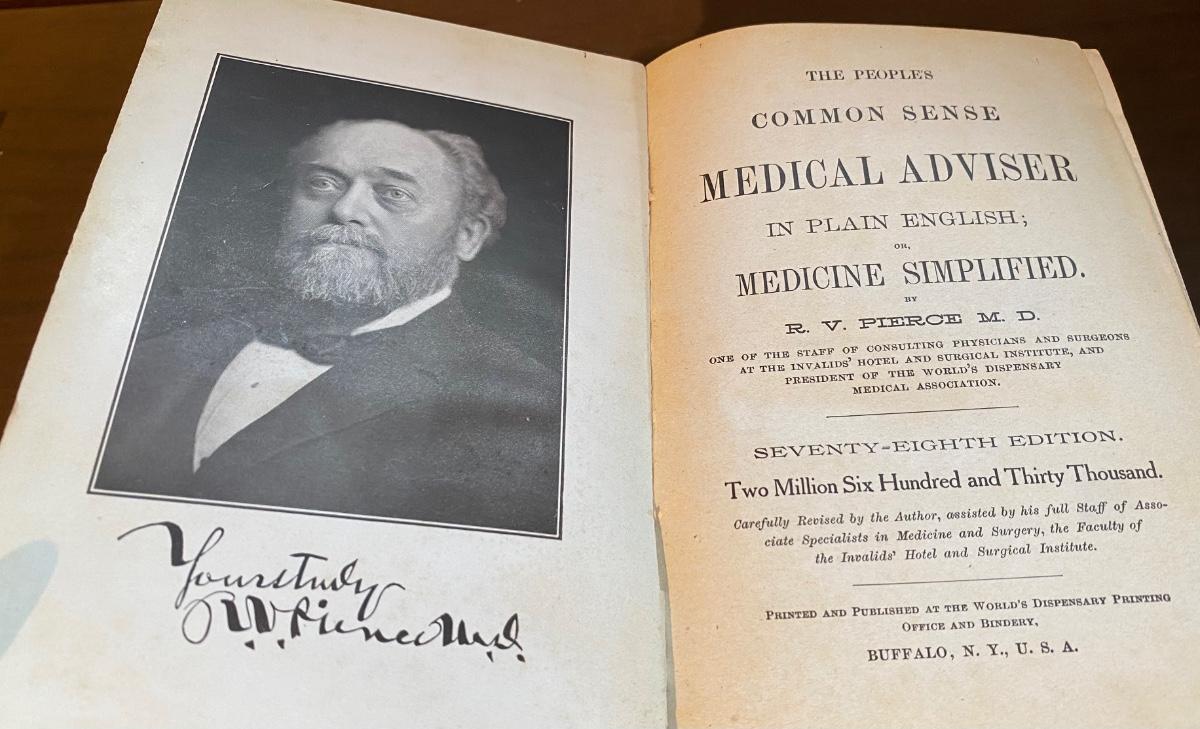 Yours truly
R.V. Pierce M.D.
THE PEOPLE'S
COMMON SENSE
MEDICAL ADVISER
IN PLAIN ENGLISH;
OR,
MEDICINE SIMPLIFIED.
BY
R. V. PIERCE M. D.
ONE OF THE STAFF OF CONSULTING PHYSICIANS AND SURGEONS
AT THE INVALIDS' HOTEL AND SURGICAL INSTITUTE, AND
PRESIDENT OF THE WORLD'S DISPENSARY
MEDICAL ASSOCIATION.
SEVENTY-EIGHTH EDITION.
Two Million Six Hundred and Thirty Thousand.
Carefully Revised by the Author, assisted by his full Staff of Asso-
ciate Specialists in Medicine and Surgery, the Faculty of
the Invalids' Hotel and Surgical Institute.
PRINTED AND PUBLISHED AT THE WORLD'S DISPENSARY PRINTING
OFFICE AND BINDERY,
BUFFALO, N. Y., U. S. A.